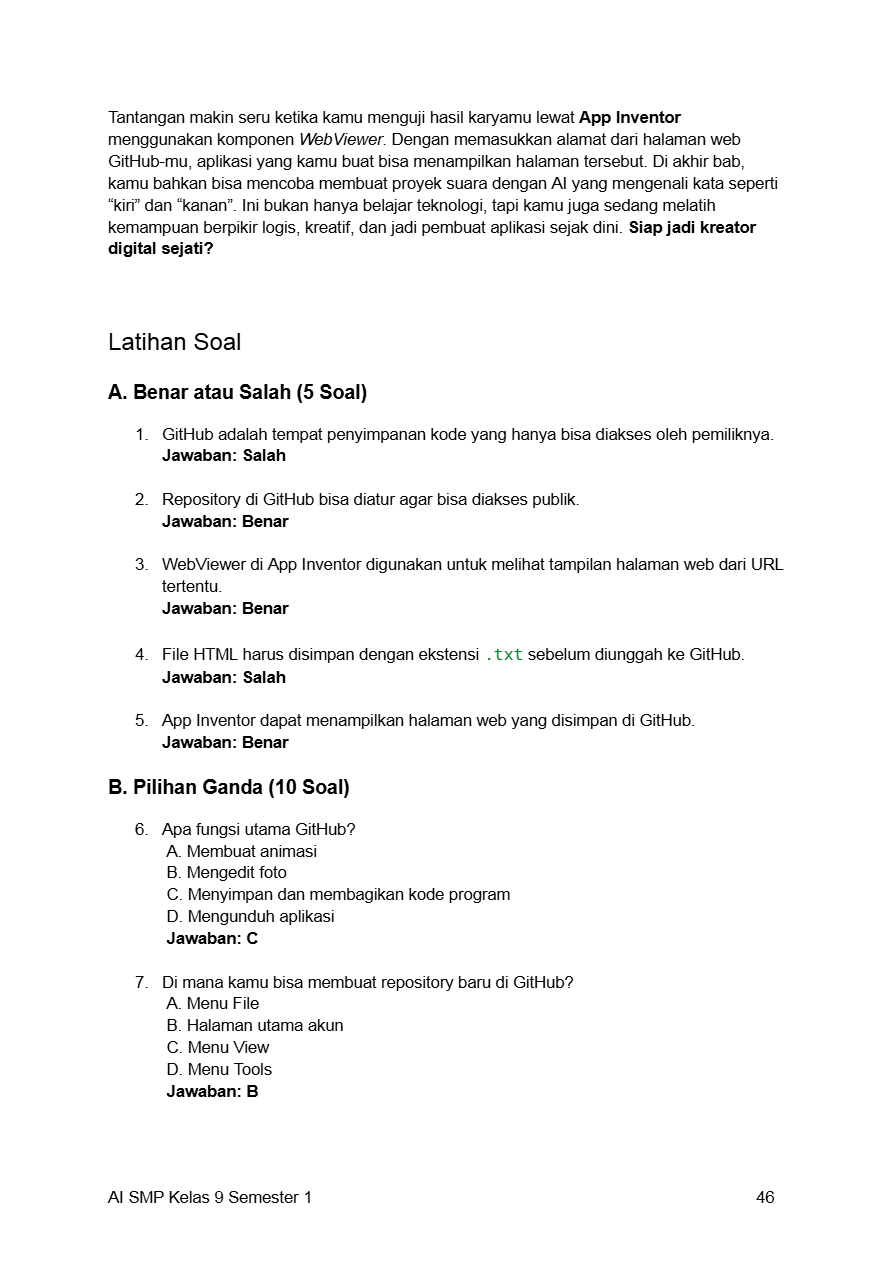 Tantangan makin seru ketika kamu menguji hasil karyamu lewat App Inventor
menggunakan komponen WebViewer. Dengan memasukkan alamat dari halaman web
GitHub-mu, aplikasi yang kamu buat bisa menampilkan halaman tersebut. Di akhir bab,
kamu bahkan bisa mencoba membuat proyek suara dengan AI yang mengenali kata seperti
“kiri” dan “kanan”. Ini bukan hanya belajar teknologi, tapi kamu juga sedang melatih
kemampuan berpikir logis, kreatif, dan jadi pembuat aplikasi sejak dini. Siap jadi kreator
digital sejati?
Latihan Soal
A. Benar atau Salah (5 Soal)
1. GitHub adalah tempat penyimpanan kode yang hanya bisa diakses oleh pemiliknya.
Jawaban: Salah
2. Repository di GitHub bisa diatur agar bisa diakses publik.
Jawaban: Benar
3. WebViewer di App Inventor digunakan untuk melihat tampilan halaman web dari URL
tertentu.
Jawaban: Benar
4. File HTML harus disimpan dengan ekstensi .txt sebelum diunggah ke GitHub.
Jawaban: Salah
5. App Inventor dapat menampilkan halaman web yang disimpan di GitHub.
Jawaban: Benar
B. Pilihan Ganda (10 Soal)
6. Apa fungsi utama GitHub?
A. Membuat animasi
B. Mengedit foto
C. Menyimpan dan membagikan kode program
D. Mengunduh aplikasi
Jawaban: C
7. Di mana kamu bisa membuat repository baru di GitHub?
A. Menu File
B. Halaman utama akun
C. Menu View
D. Menu Tools
Jawaban: B
AI SMP Kelas 9 Semester 1 46